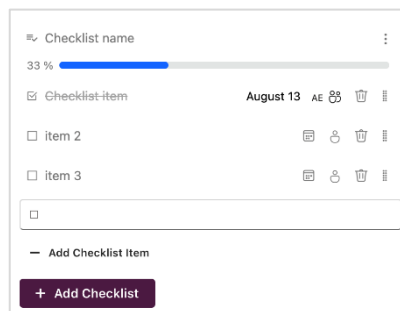 Checklist name
33 %
Checklist item August 13 AE
item 2
item 3
Add Checklist Item
+ Add Checklist